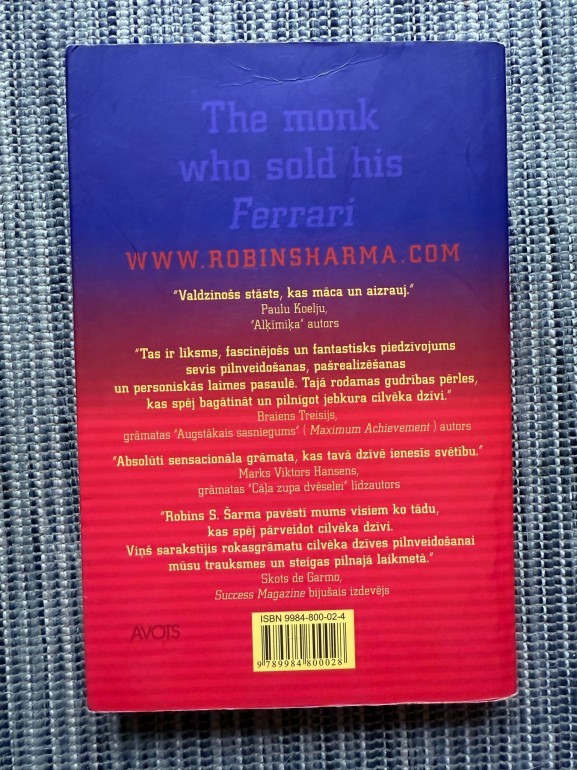 The monk
who sold his
Ferrari
WWW.ROBINSHARMA.COM
"Valdzinošs stāsts, kas māca un aizrauj."
Paulu Koelju,
"Alķīmiķa" autors
"Tas ir līksms, fascinējošs un fantastisks piedzīvojums
sevis pilnveidošanas, pašrealizēšanas
un personiskās laimes pasaulē. Tajā rodamas gudrības pērles,
kas spēj bagātināt un pilnīgot jebkura cilvēka dzīvi."
Braiens Treisijs,
grāmatas "Augstākais sasniegums" ( Maximum Achievement ) autors
"Absolūti sensacionāla grāmata, kas tavā dzīvē ienesīs svētību."
Marks Viktors Hansens,
grāmatas "Cāļa zupa dvēselei" līdzautors
"Robins S. Šarma pavēstī mums visiem ko tādu,
kas spēj pārveidot cilvēka dzīvi.
Viņš sarakstījis rokasgrāmatu cilvēka dzīves pilnveidošanai
mūsu trauksmes un steigas pilnajā laikmetā."
Skots de Garmo,
Success Magazine bijušais izdevējs
AVOTS
ISBN 9984-800-02-4
9 789984 800028